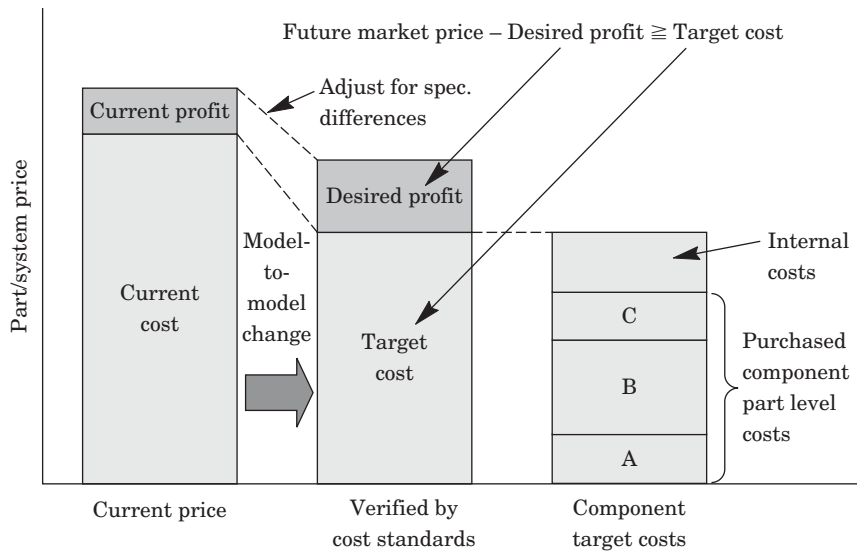 Future market price – Desired profit ≧ Target cost
Adjust for spec.
differences
Current profit
Desired profit
Part/system price
Model-
to-
model
change
Current
cost
Target
cost
Internal
costs
C
B
A
Purchased
component
part level
costs
Current price
Verified by
cost standards
Component
target costs